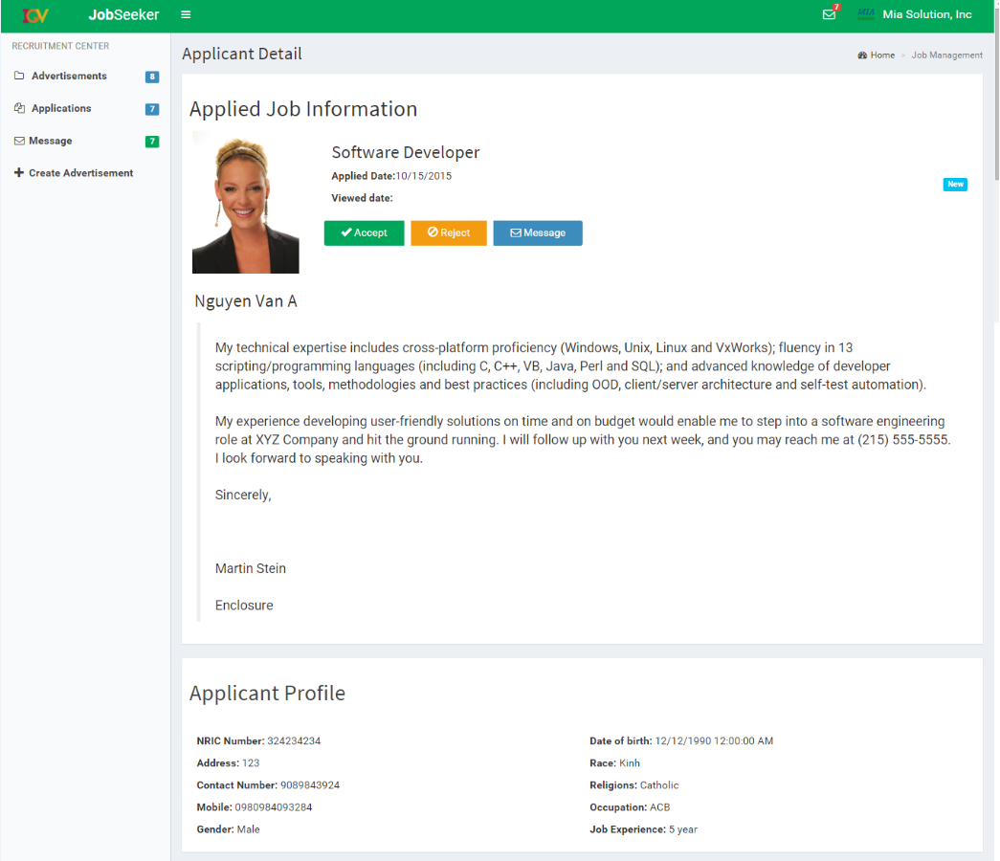 IGV JobSeeker 7 MIA Mia Solution, Inc
RECRUITMENT CENTER
Advertisements 8
Applications 7
Message 7
Create Advertisement
Applicant Detail
Home > Job Management
Applied Job Information
Software Developer
Applied Date:10/15/2015
Viewed date:
New
Accept Reject Message
Nguyen Van A
My technical expertise includes cross-platform proficiency (Windows, Unix, Linux and VxWorks); fluency in 13
scripting/programming languages (including C, C++, VB, Java, Perl and SQL); and advanced knowledge of developer
applications, tools, methodologies and best practices (including OOD, client/server architecture and self-test automation).
My experience developing user-friendly solutions on time and on budget would enable me to step into a software engineering
role at XYZ Company and hit the ground running. I will follow up with you next week, and you may reach me at (215) 555-5555.
I look forward to speaking with you.
Sincerely,
Martin Stein
Enclosure
Applicant Profile
NRIC Number: 324234234
Address: 123
Contact Number: 9089843924
Mobile: 0980984093284
Gender: Male
Date of birth: 12/12/1990 12:00:00 AM
Race: Kinh
Religions: Catholic
Occupation: ACB
Job Experience: 5 year